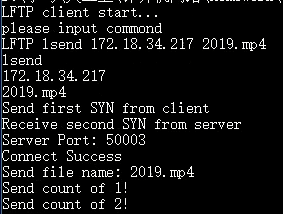 LFTP client start...
please input commond
LFTP lsend 172.18.34.217 2019.mp4
lsend
172.18.34.217
2019.mp4
Send first SYN from client
Receive second SYN from server
Server Port: 50003
Connect Success
Send file name: 2019.mp4
Send count of 1!
Send count of 2!